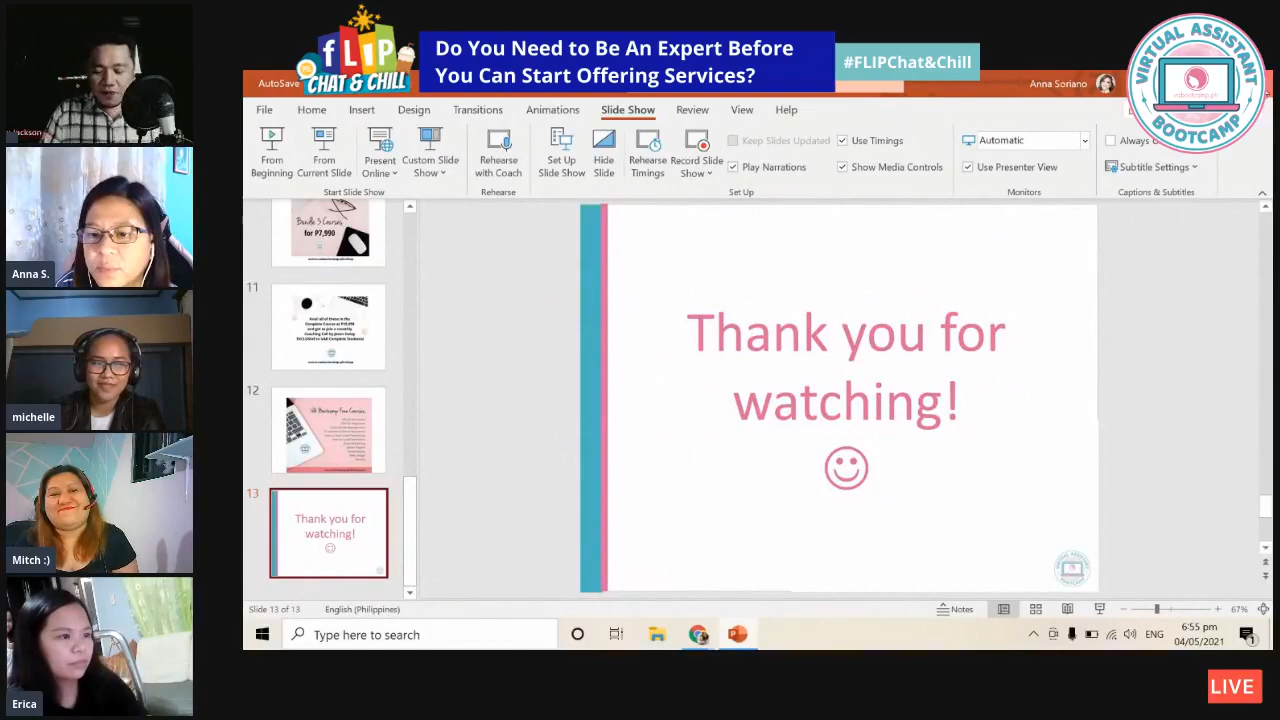 FLIP
CHAT & CHILL
Do You Need to Be An Expert Before
You Can Start Offering Services?
#FLIPChat&Chill
VIRTUAL ASSISTANT
BOOTCAMP
AutoSave
Anna Soriano
File Home Insert Design Transitions Animations Slide Show Review View Help
From Beginning
From Current Slide
Present Online
Custom Slide Show
Start Slide Show
Rehearse with Coach
Rehearse
Set Up Slide Show
Hide Slide
Rehearse Timings
Record Slide Show
Keep Slides Updated
Play Narrations
Use Timings
Show Media Controls
Set Up
Automatic
Use Presenter View
Monitors
Always
Subtitle Settings
Captions & Subtitles
Anna S.
michelle
Mitch :)
Erica
Bundle 3 Courses
for P7,990
11
12
13
Thank you for
watching!
Thank you for
watching!
Slide 13 of 13 English (Philippines)
Notes
67%
Type here to search
ENG
6:55 pm
04/05/2021
1
LIVE